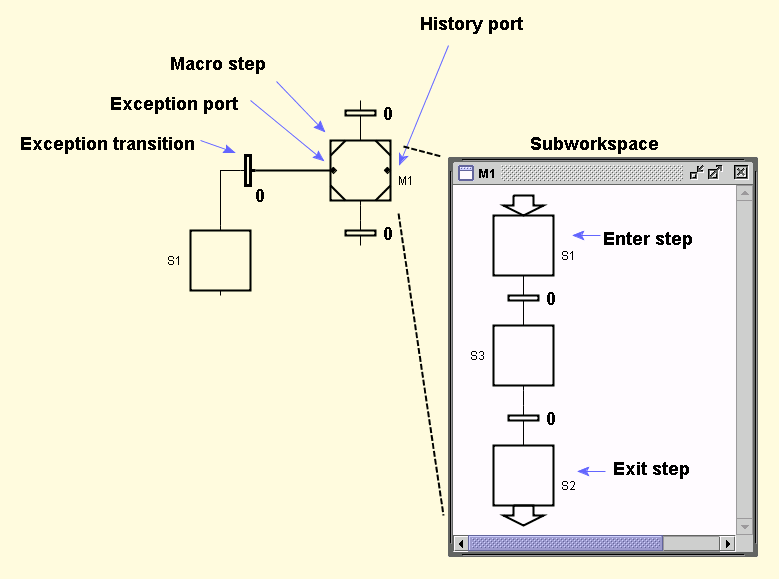 History port
Macro step
Exception port
0
Exception transition
Subworkspace
M1
M1
0
0
S1
S1
Enter step
0
S3
0
Exit step
S2